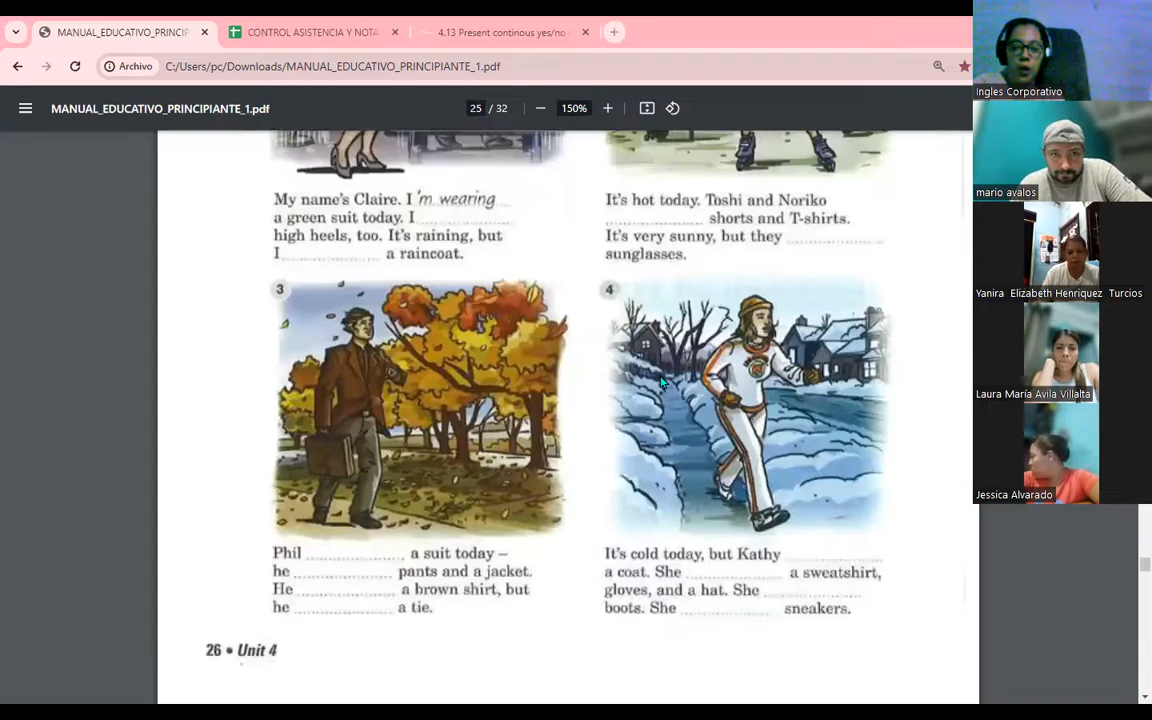 MANUAL_EDUCATIVO_PRINCIP
CONTROL ASISTENCIA Y NOTA
4.13 Present continous yes/no
Archivo
C:/Users/pc/Downloads/MANUAL_EDUCATIVO_PRINCIPIANTE_1.pdf
MANUAL_EDUCATIVO_PRINCIPIANTE_1.pdf
25 / 32
150%
My name's Claire. I 'm wearing
a green suit today. I
high heels, too. It's raining, but
I a raincoat.
It's hot today. Toshi and Noriko
shorts and T-shirts.
It's very sunny, but they
sunglasses.
3
4
Phil a suit today –
he pants and a jacket.
He a brown shirt, but
he a tie.
It's cold today, but Kathy
a coat. She a sweatshirt,
gloves, and a hat. She
boots. She sneakers.
26 • Unit 4
Ingles Corporativo
mario avalos
Yanira Elizabeth Henriquez Turcios
Laura María Avila Villalta
Jessica Alvarado